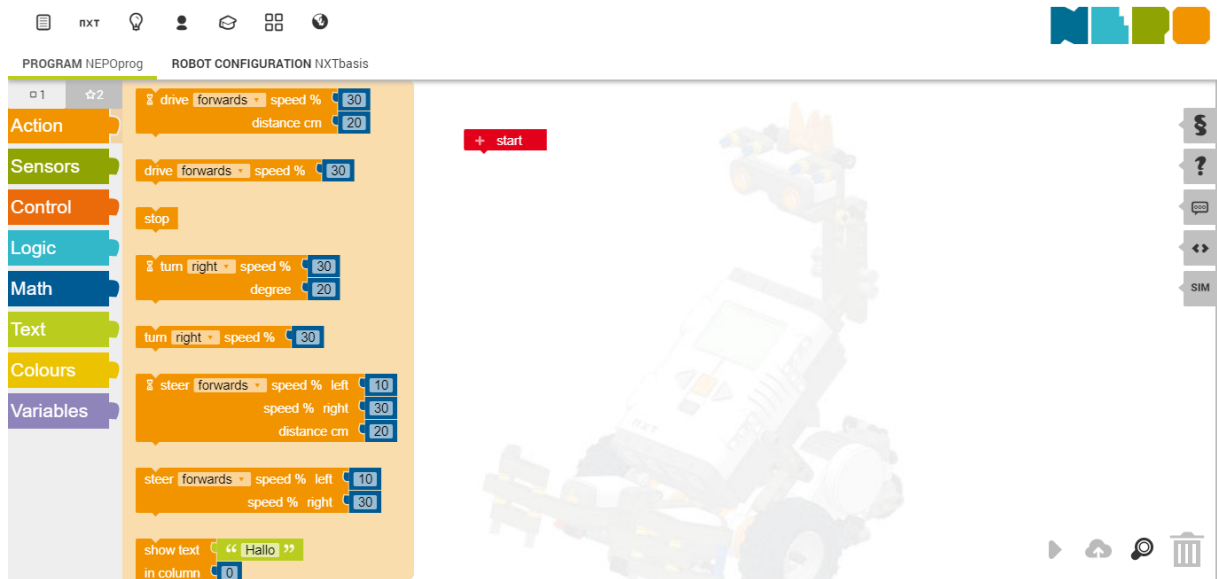 nxт
NEPO
PROGRAM NEPOprog
ROBOT CONFIGURATION NXTbasis
1
2
Action
Sensors
Control
Logic
Math
Text
Colours
Variables
drive forwards speed % 30
distance cm 20
drive forwards speed % 30
stop
turn right speed % 30
degree 20
turn right speed % 30
steer forwards speed % left 10
speed % right 30
distance cm 20
steer forwards speed % left 10
speed % right 30
show text “ Hallo ”
in column 0
+ start
nxт
§
?
SIM